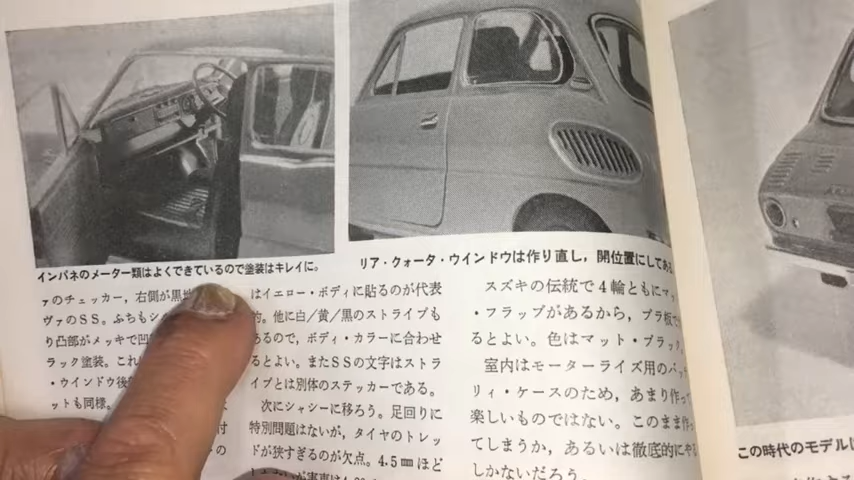 インパネのメーター類はよくできているので塗装はキレイに。
リア・クォータ・ウインドウは作り直し，開位置にしてあ
ァのチェッカー，右側が黒
ヴァのSS。ふちもシ
り凸部がメッキで凹
ラック塗装。これ
・ウインドウ後
ットも同様。
はイエロー・ボディに貼るのが代表
的。他に白／黄／黒のストライプも
あるので，ボディ・カラーに合わせ
るとよい。またSSの文字はストラ
イプとは別体のステッカーである。
次にシャシーに移ろう。足回りに
特別問題はないが，タイヤのトレッ
ドが狭すぎるのが欠点。4.5㎜ほど
スズキの伝統で4輪ともにマッ
・フラップがあるから，プラ板で
るとよい。色はマット・ブラック。
室内はモーターライズ用のバッテ
リィ・ケースのため，あまり作っ
楽しいものではない。このまま作っ
てしまうか，あるいは徹底的にやる
しかないだろう。
この時代のモデルに